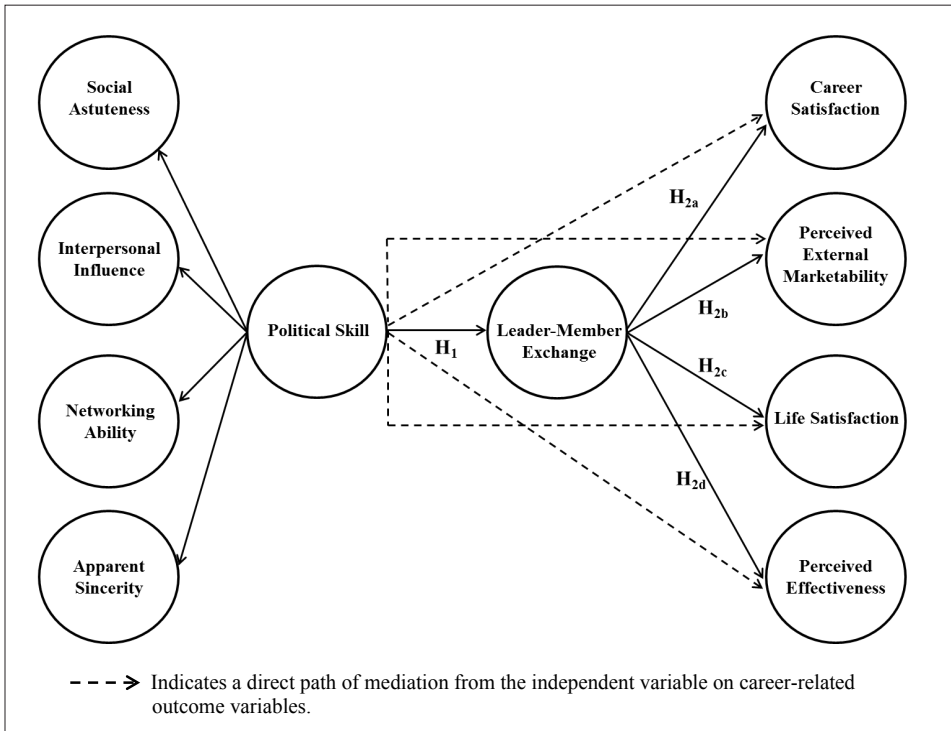 Social
Astuteness
Interpersonal
Influence
Networking
Ability
Apparent
Sincerity
Political Skill
H1
Leader-Member
Exchange
H2a
H2b
H2c
H2d
Career
Satisfaction
Perceived
External
Marketability
Life Satisfaction
Perceived
Effectiveness
Indicates a direct path of mediation from the independent variable on career-related
outcome variables.